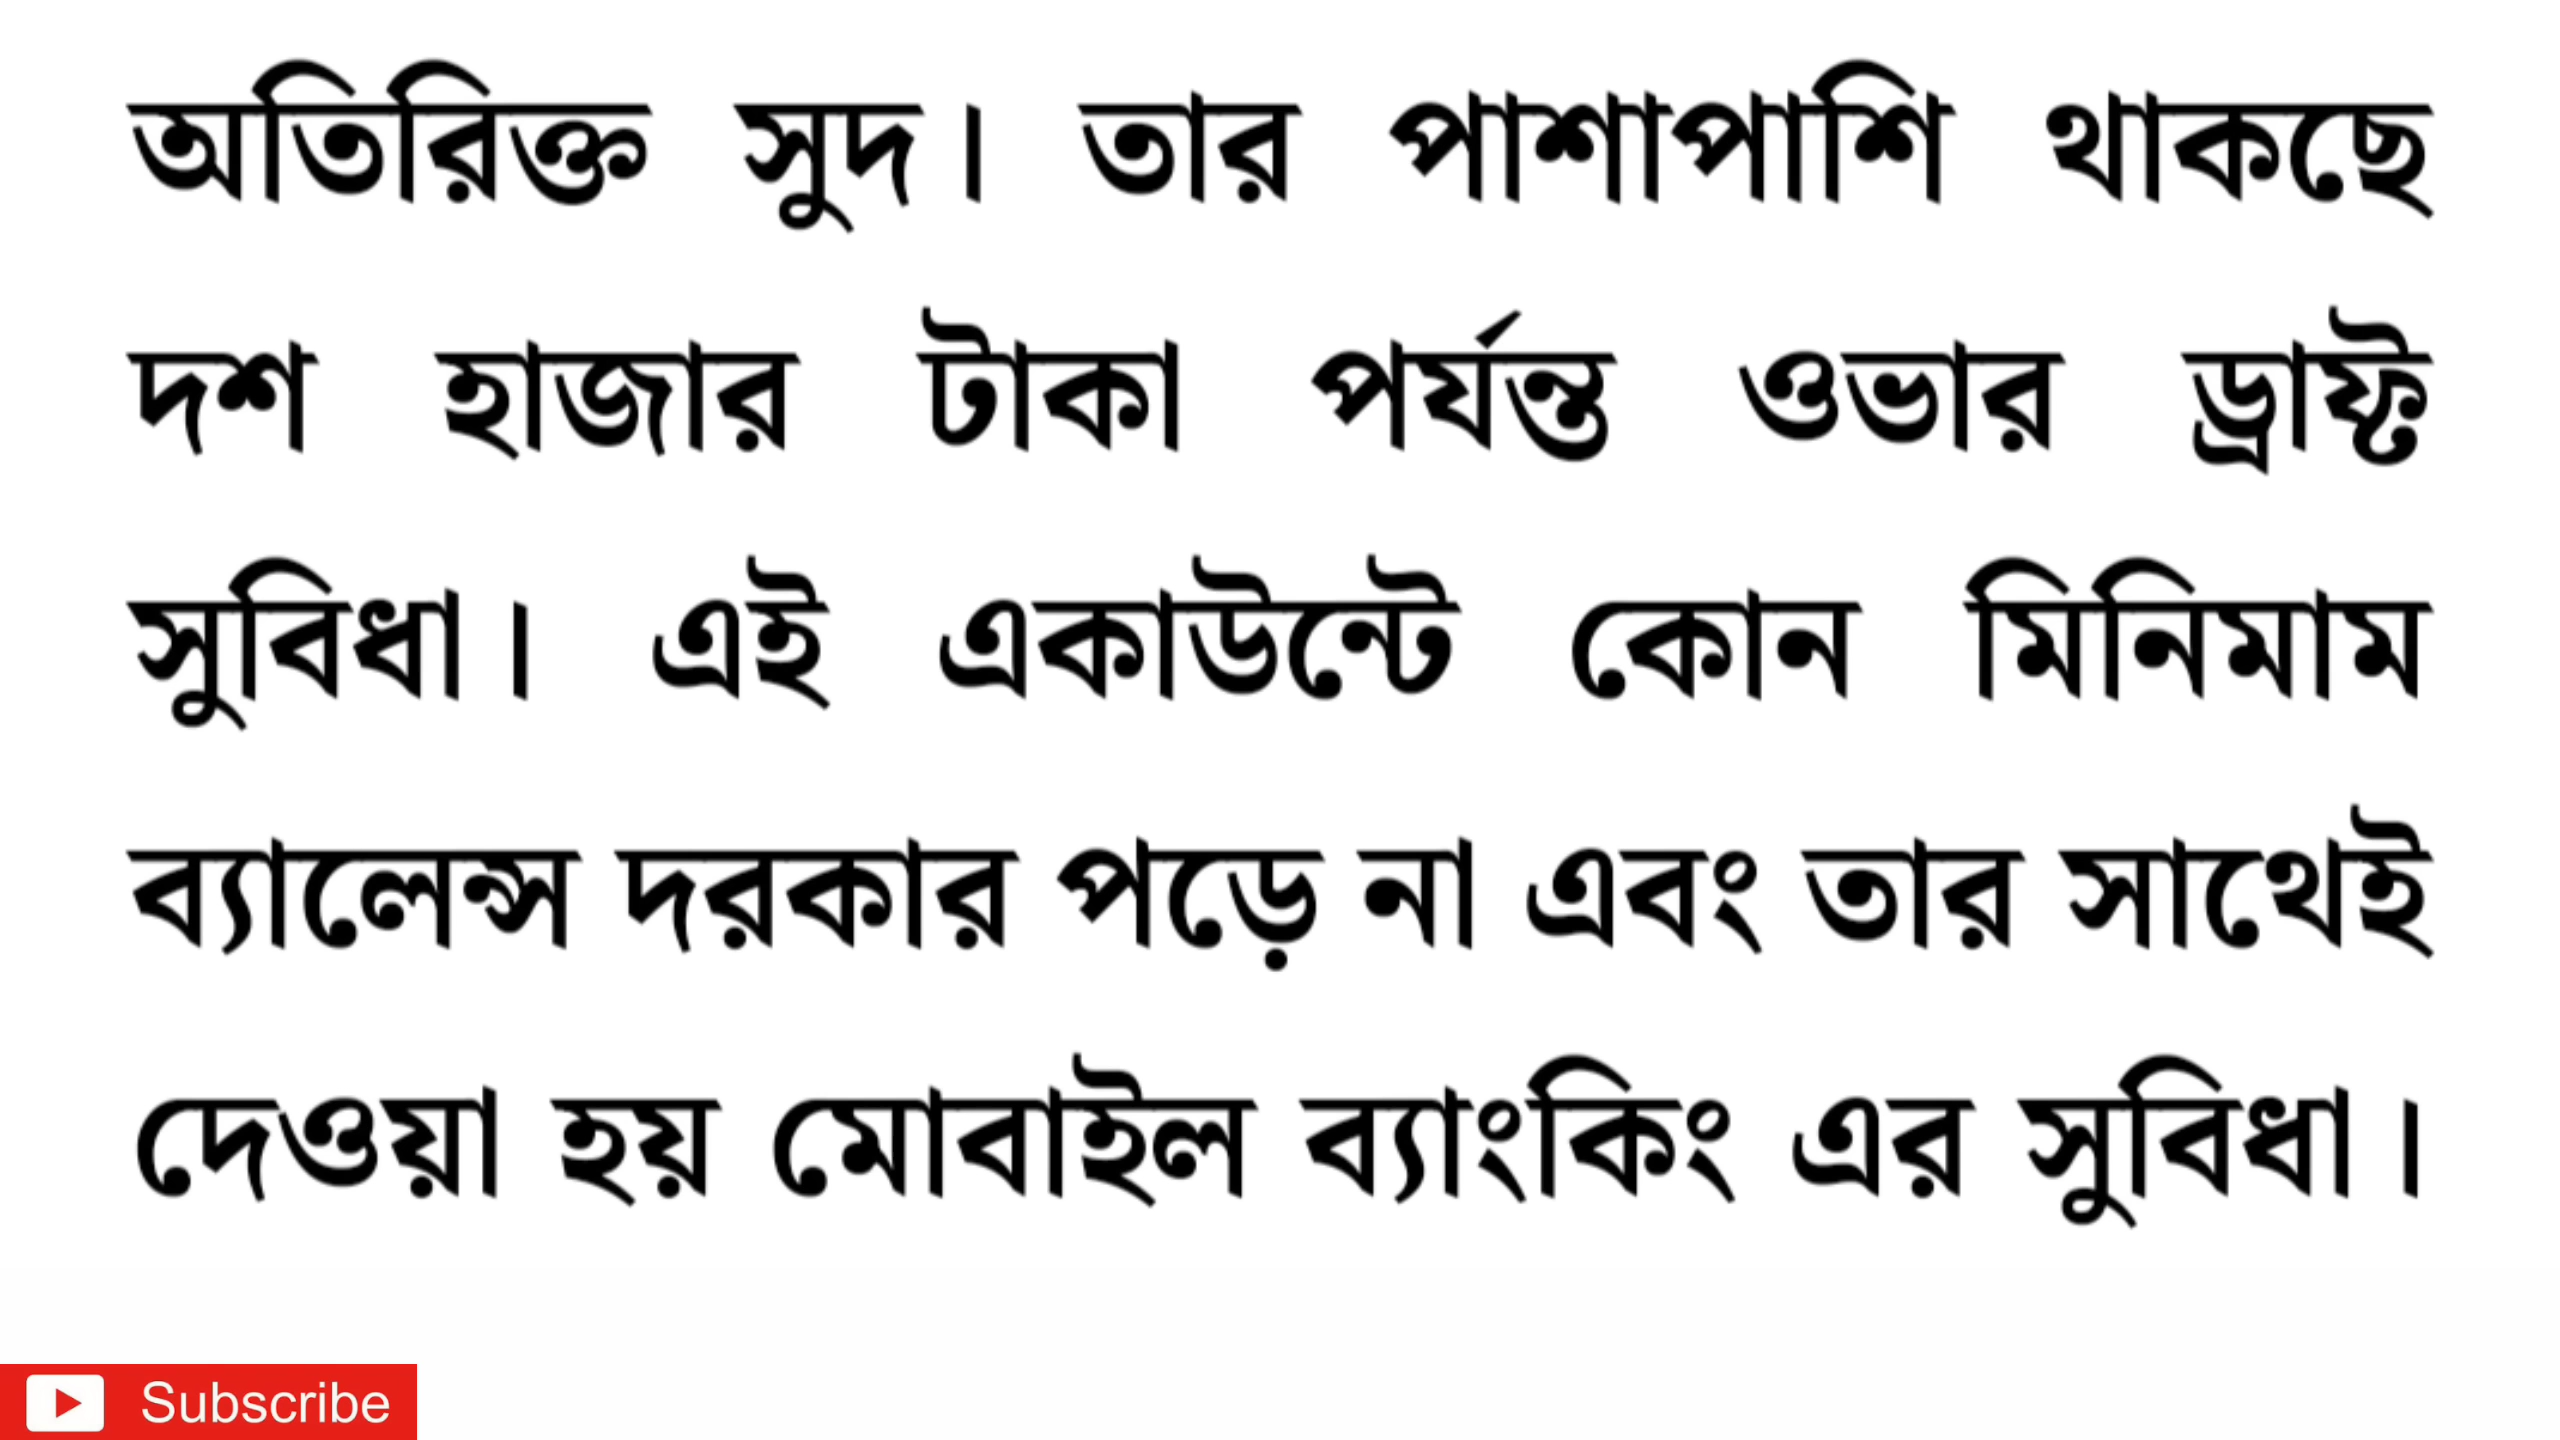 অতিরিক্ত সুদ। তার পাশাপাশি থাকছে
দশ হাজার টাকা পর্যন্ত ওভার ড্রাফ্ট
সুবিধা। এই একাউন্টে কোন মিনিমাম
ব্যালেন্স দরকার পড়ে না এবং তার সাথেই
দেওয়া হয় মোবাইল ব্যাংকিং এর সুবিধা।
Subscribe